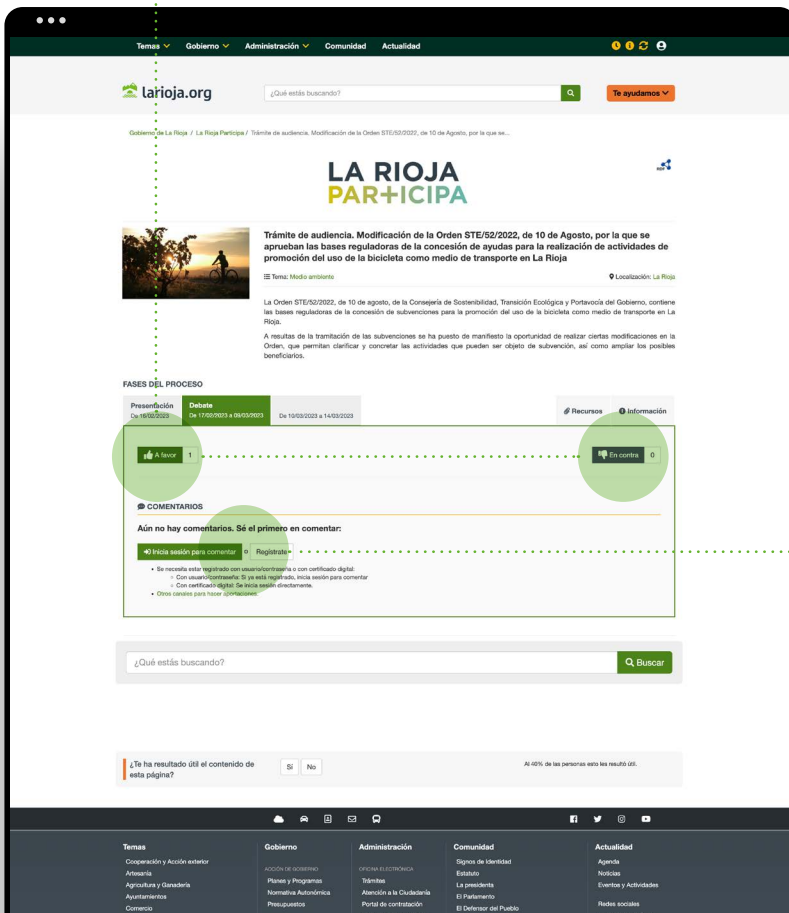 Temas Gobierno Administración Comunidad Actualidad
larioja.org
¿Qué estás buscando?
Te ayudamos
Gobierno de La Rioja / La Rioja Participa / Trámite de audiencia. Modificación de la Orden STE/52/2022, de 10 de Agosto, por la que se...
LA RIOJA
PAR+ICIPA
RDF
Trámite de audiencia. Modificación de la Orden STE/52/2022, de 10 de Agosto, por la que se
aprueban las bases reguladoras de la concesión de ayudas para la realización de actividades de
promoción del uso de la bicicleta como medio de transporte en La Rioja
Tema: Medio ambiente
Localización: La Rioja
La Orden STE/52/2022, de 10 de agosto, de la Consejería de Sostenibilidad, Transición Ecológica y Portavocía del Gobierno, contiene
las bases reguladoras de la concesión de subvenciones para la promoción del uso de la bicicleta como medio de transporte en La
Rioja.
A resultas de la tramitación de las subvenciones se ha puesto de manifiesto la oportunidad de realizar ciertas modificaciones en la
Orden, que permitan clarificar y concretar las actividades que pueden ser objeto de subvención, así como ampliar los posibles
beneficiarios.
FASES DEL PROCESO
Presentación
De 16/02/2023
Debate
De 17/02/2023 a 09/03/2023
De 10/03/2023 a 14/03/2023
Recursos
Información
A favor 1
En contra 0
COMENTARIOS
Aún no hay comentarios. Sé el primero en comentar:
Inicia sesión para comentar o Regístrate
• Se necesita estar registrado con usuario/contraseña o con certificado digital:
◦ Con usuario/contraseña: Si ya está registrado, inicia sesión para comentar
◦ Con certificado digital: Se inicia sesión directamente.
• Otros canales para hacer aportaciones.
¿Qué estás buscando?
Buscar
¿Te ha resultado útil el contenido de
esta página?
Sí No
Al 46% de las personas esto les resultó útil.
Temas
Cooperación y Acción exterior
Artesanía
Agricultura y Ganadería
Ayuntamientos
Comercio
Gobierno
ACCIÓN DE GOBIERNO
Planes y Programas
Normativa Autonómica
Presupuestos
Administración
OFICINA ELECTRÓNICA
Trámites
Atención a la Ciudadanía
Portal de contratación
Comunidad
Signos de Identidad
Estatuto
La presidenta
El Parlamento
El Defensor del Pueblo
Actualidad
Agenda
Noticias
Eventos y Actividades
Redes sociales